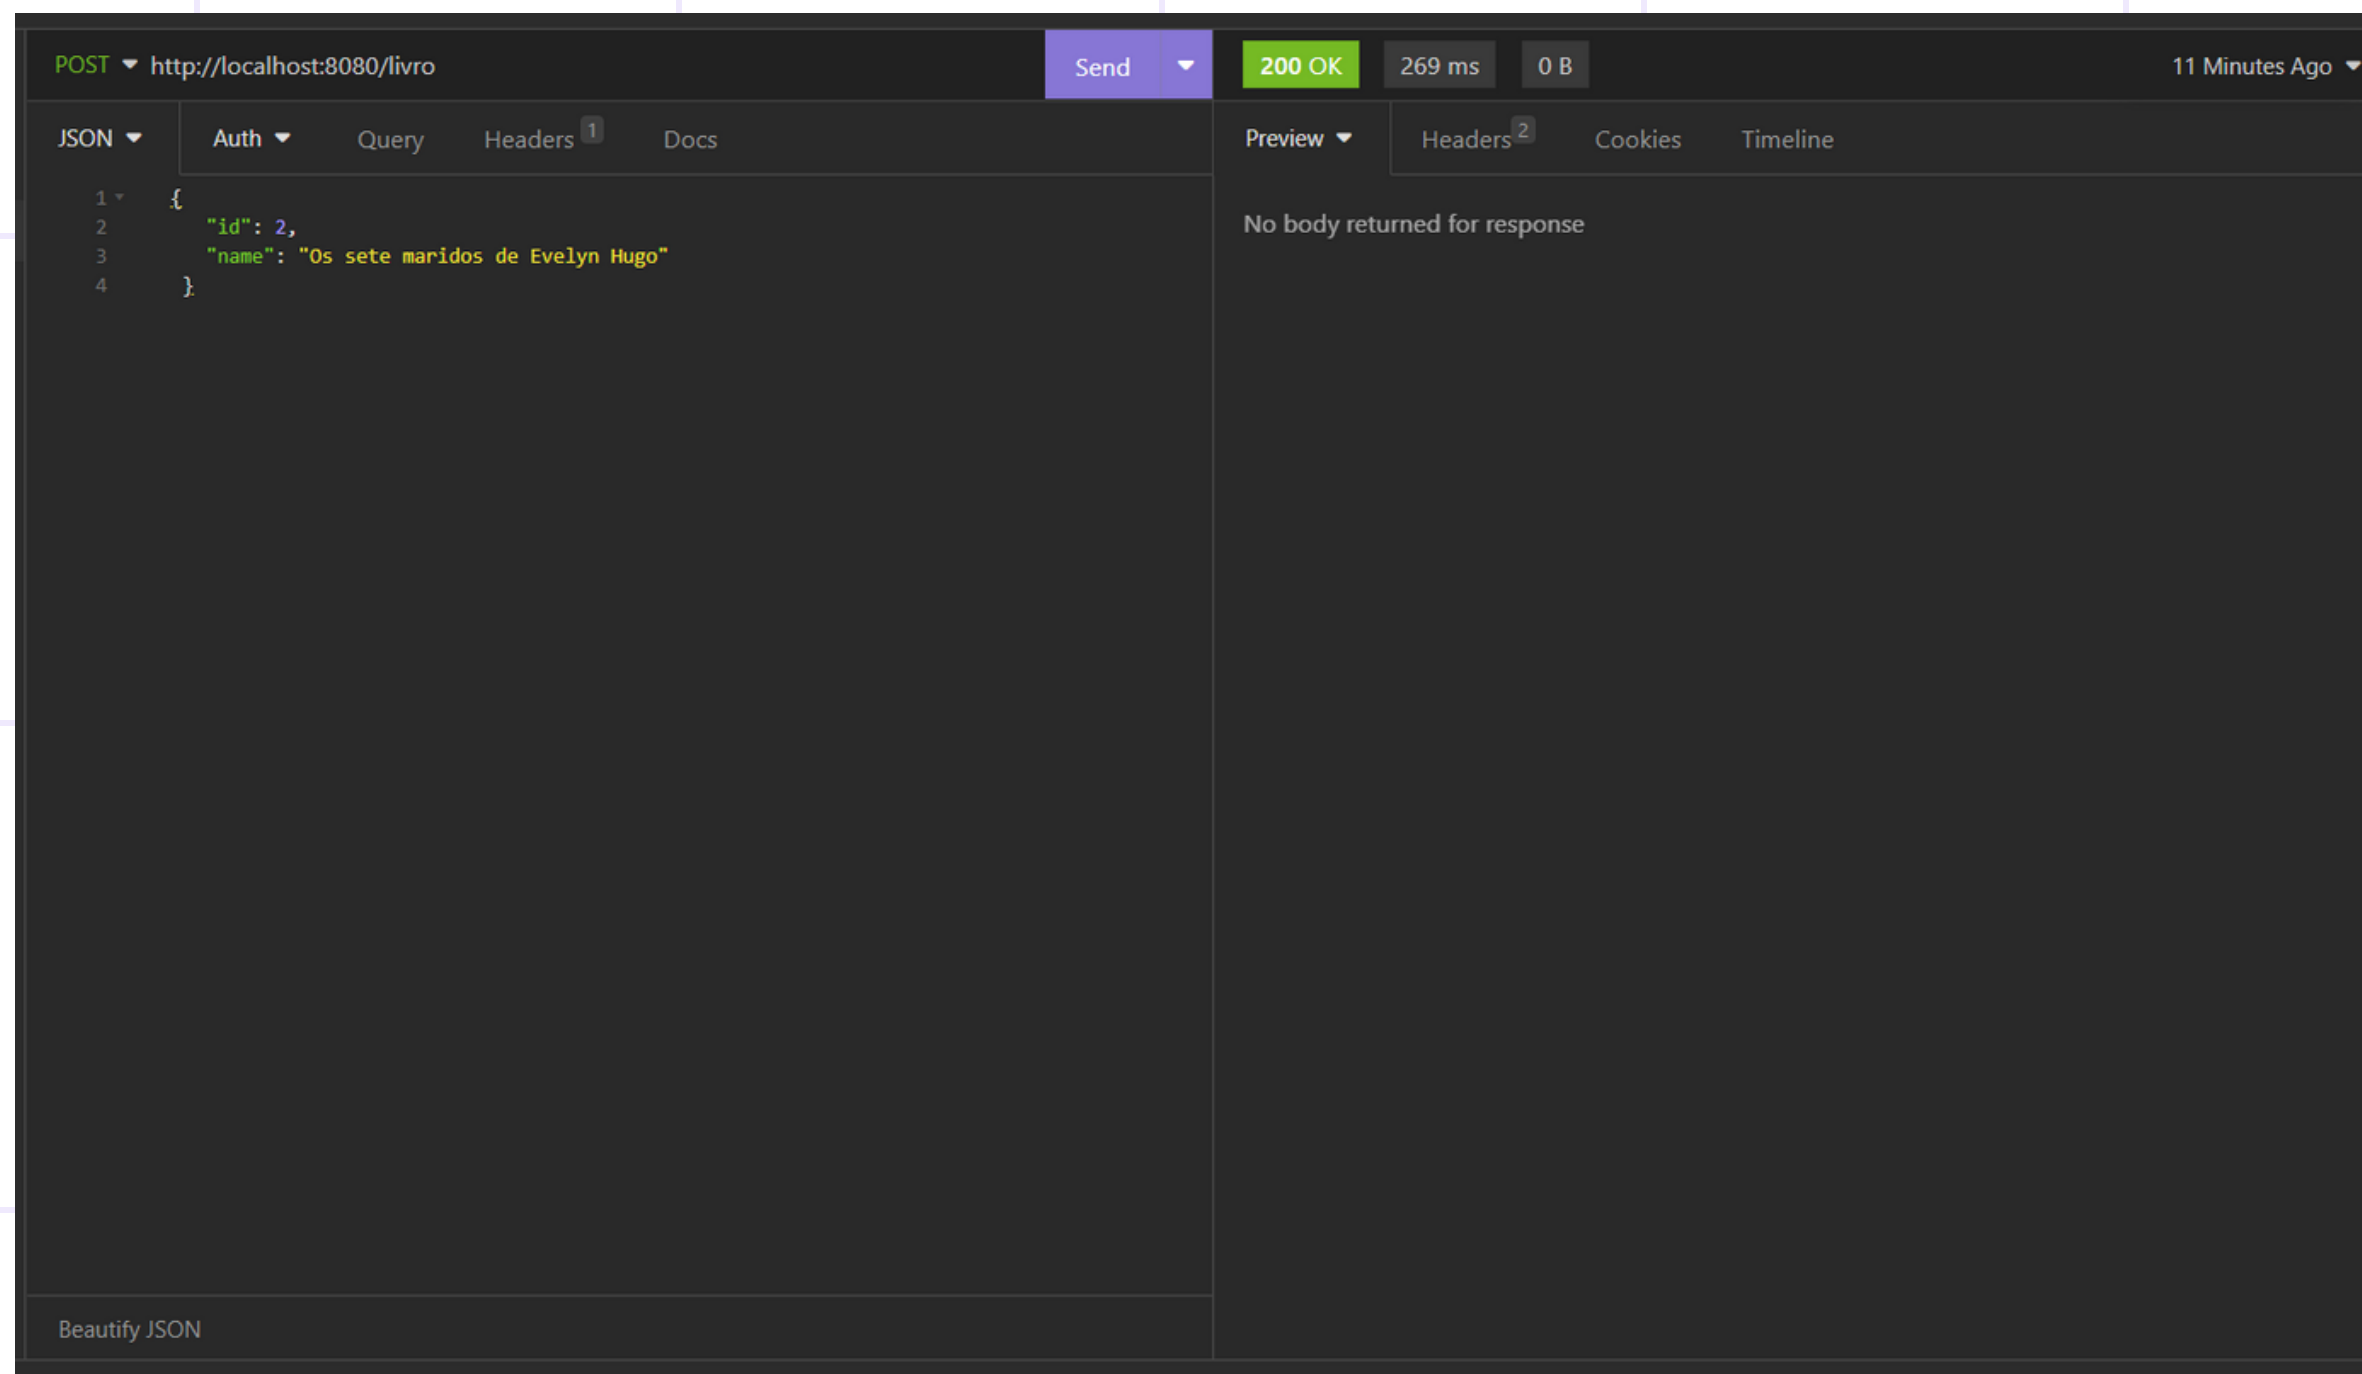 POST http://localhost:8080/livro Send 200 OK 269 ms 0 B 11 Minutes Ago
JSON Auth Query Headers 1 Docs Preview Headers 2 Cookies Timeline
1 {
2 "id": 2,
3 "name": "Os sete maridos de Evelyn Hugo"
4 }
No body returned for response
Beautify JSON